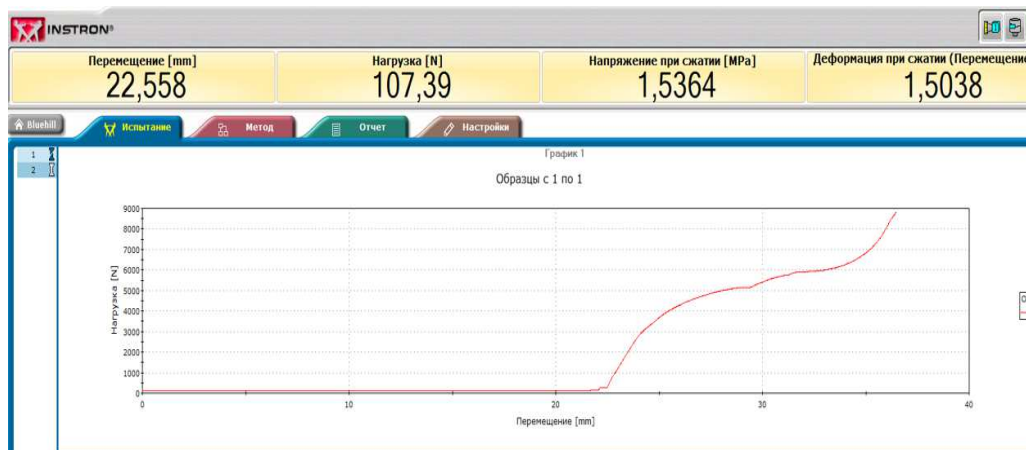 INSTRON®
Перемещение [mm]
22,558
Нагрузка [N]
107,39
Напряжение при сжатии [MPa]
1,5364
Деформация при сжатии (Перемещение
1,5038
Bluehill
Испытание
Метод
Отчет
Настройки
1
2
График 1
Образцы с 1 по 1
9000
8000
7000
6000
5000
4000
3000
2000
1000
0
Нагрузка [N]
0
10
20
30
40
Перемещение [mm]